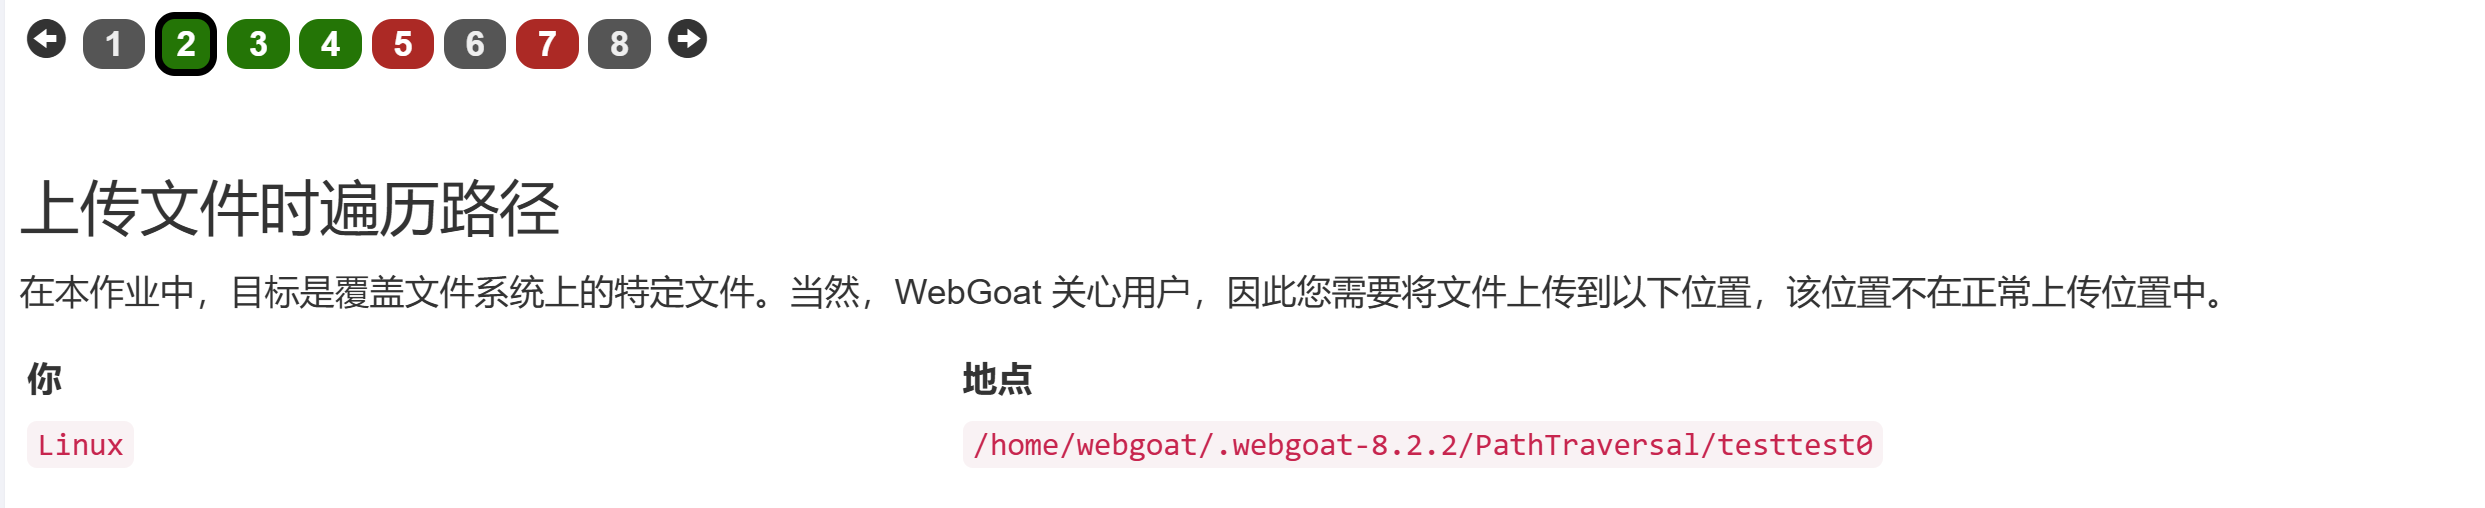 1 2 3 4 5 6 7 8
上传文件时遍历路径
在本作业中，目标是覆盖文件系统上的特定文件。当然，WebGoat 关心用户，因此您需要将文件上传到以下位置，该位置不在正常上传位置中。
你 地点
Linux /home/webgoat/.webgoat-8.2.2/PathTraversal/testtest0